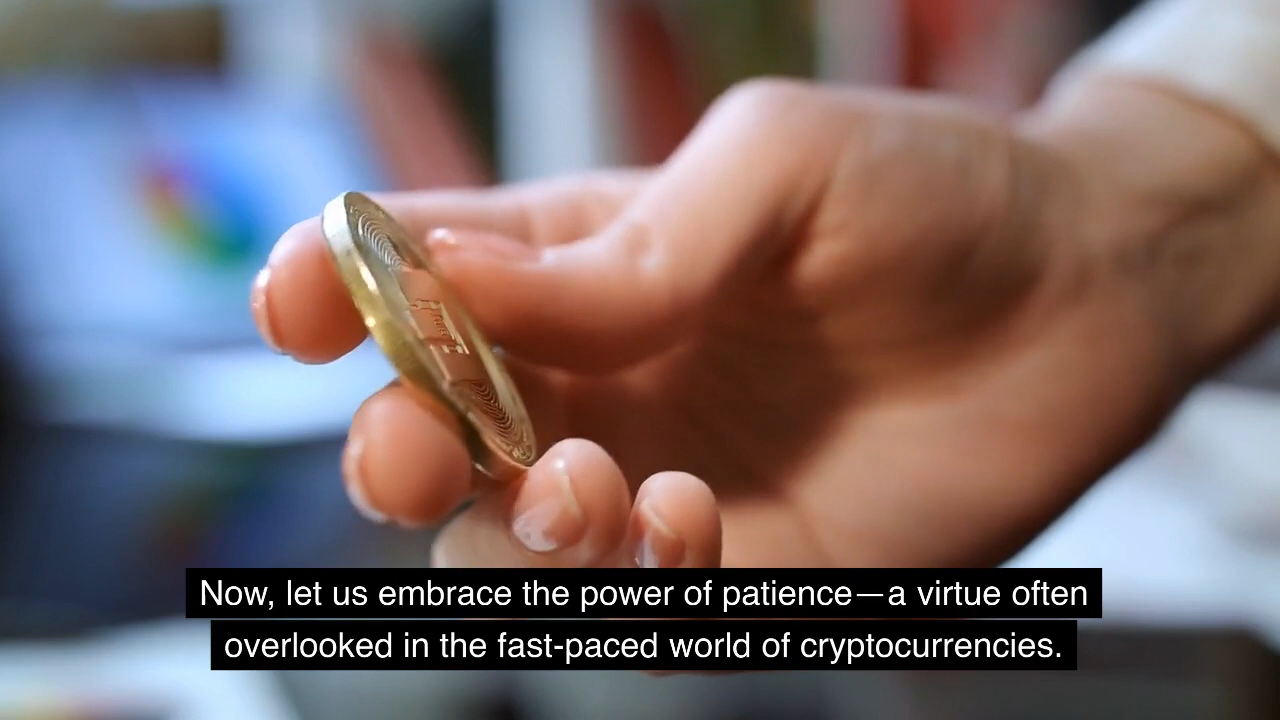 Now, let us embrace the power of patience—a virtue often
overlooked in the fast-paced world of cryptocurrencies.